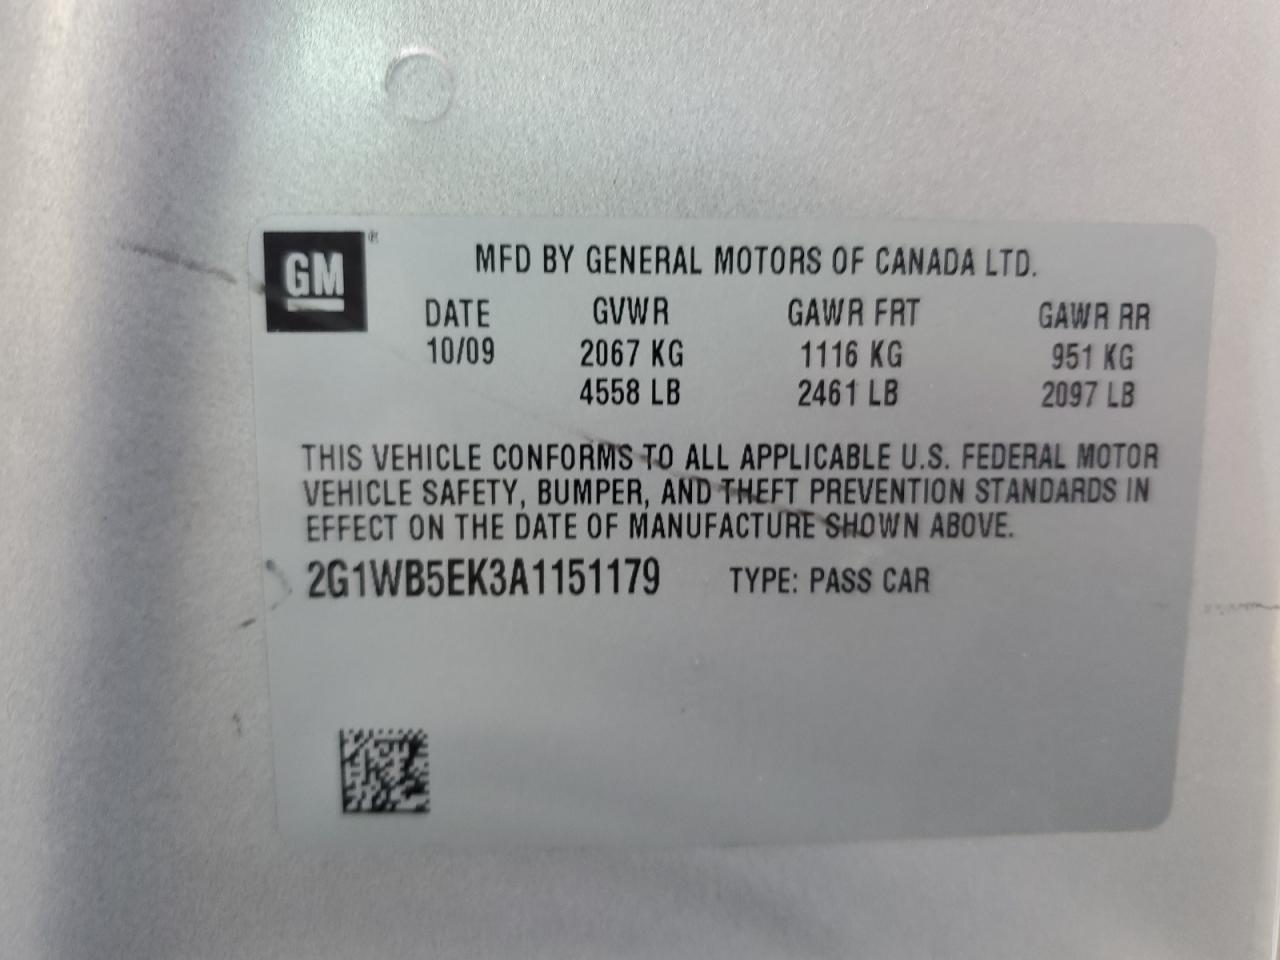 GM ®
MFD BY GENERAL MOTORS OF CANADA LTD.
DATE GVWR GAWR FRT GAWR RR
10/09 2067 KG 1116 KG 951 KG
4558 LB 2461 LB 2097 LB
THIS VEHICLE CONFORMS TO ALL APPLICABLE U.S. FEDERAL MOTOR
VEHICLE SAFETY, BUMPER, AND THEFT PREVENTION STANDARDS IN
EFFECT ON THE DATE OF MANUFACTURE SHOWN ABOVE.
2G1WB5EK3A1151179 TYPE: PASS CAR